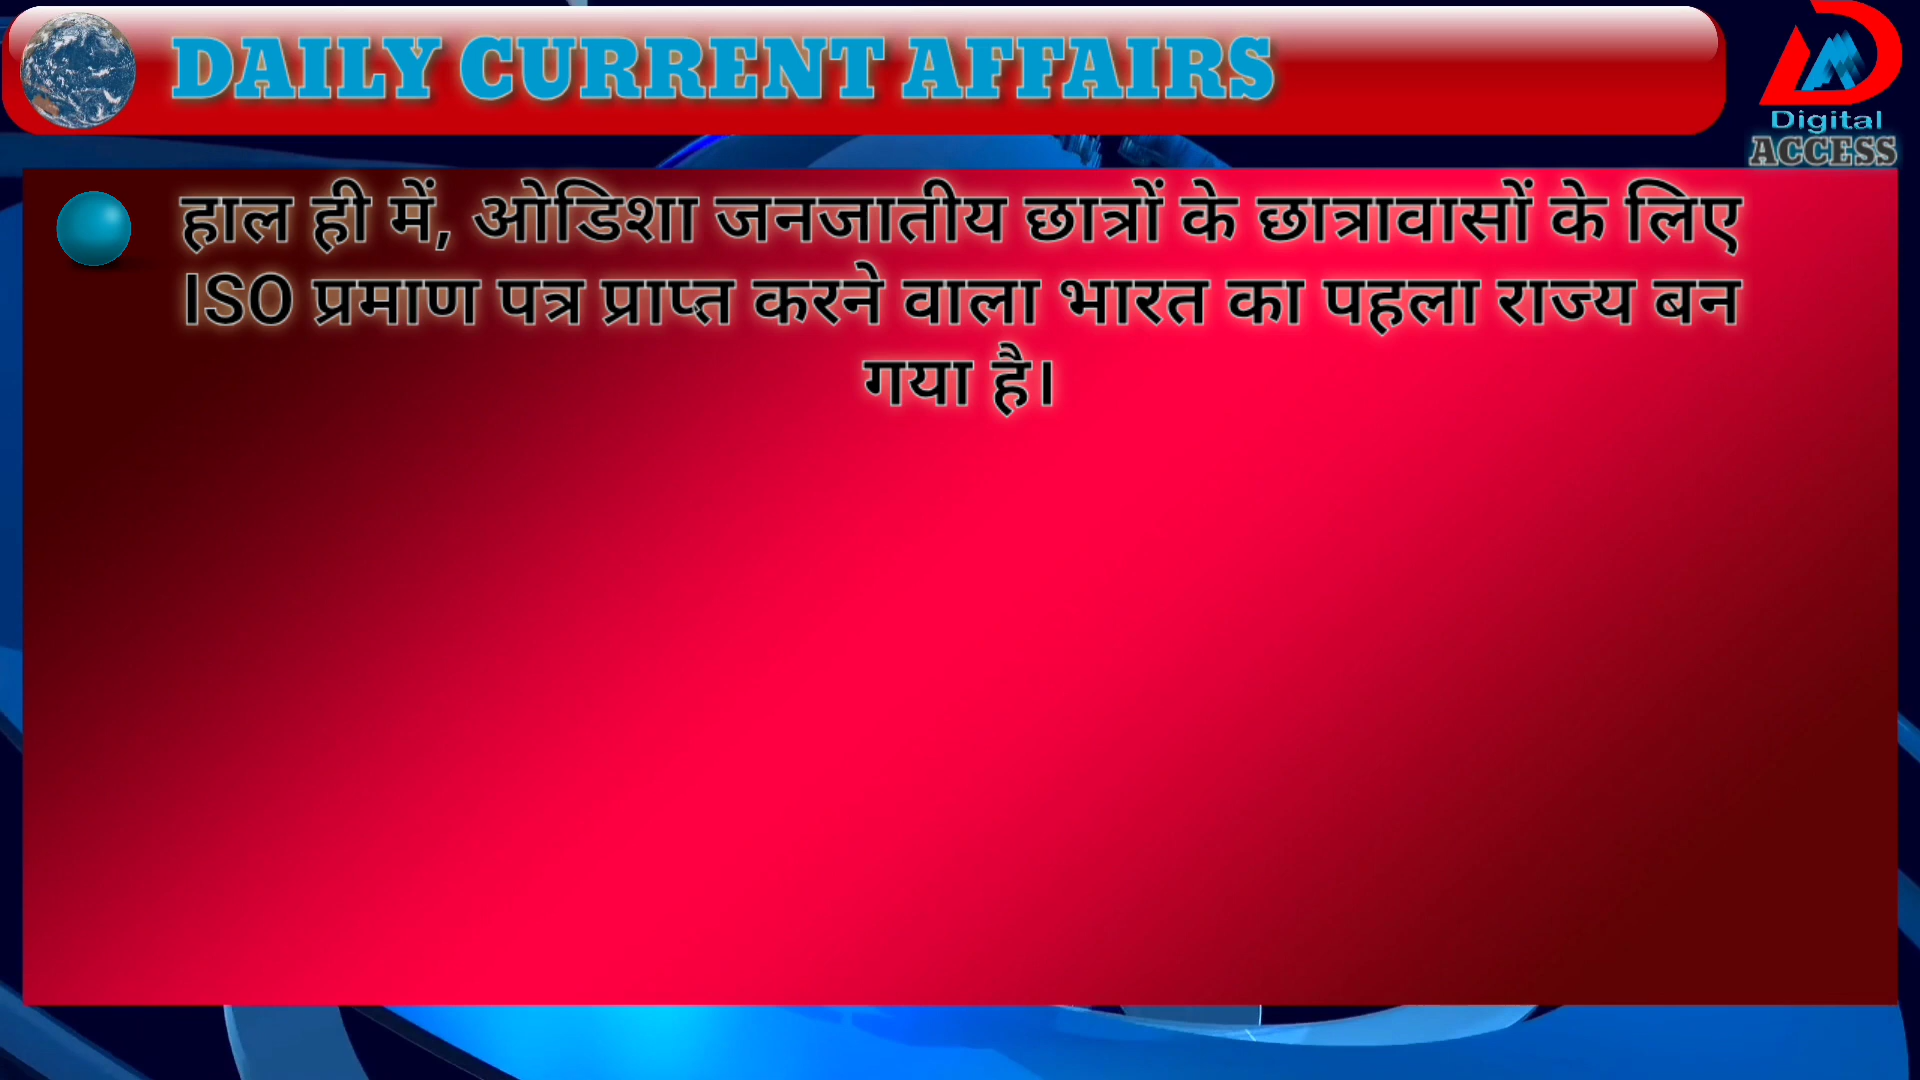 DAILY CURRENT AFFAIRS
Digital
ACCESS
हाल ही में, ओडिशा जनजातीय छात्रों के छात्रावासों के लिए
ISO प्रमाण पत्र प्राप्त करने वाला भारत का पहला राज्य बन
गया है।